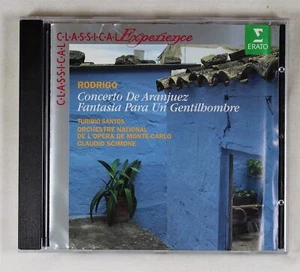 CLASSICAL Experience
CLASSICAL
ERATO
RODRIGO
Concerto De Aranjuez
Fantasia Para Un Gentilhombre
TURIBIO SANTOS
ORCHESTRE NATIONAL
DE L'OPERA DE MONTE-CARLO
CLAUDIO SCIMONE